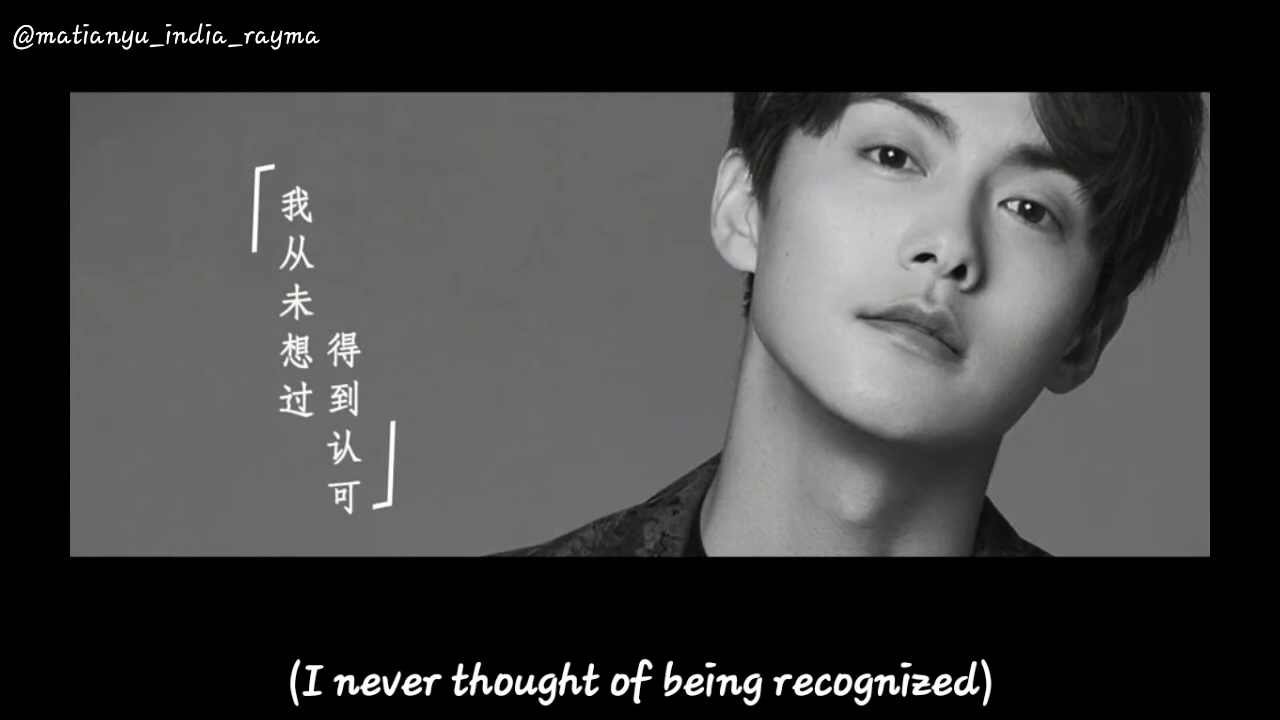 @matianyu_india_rayma
「我从未想过
得到认可」
(I never thought of being recognized)